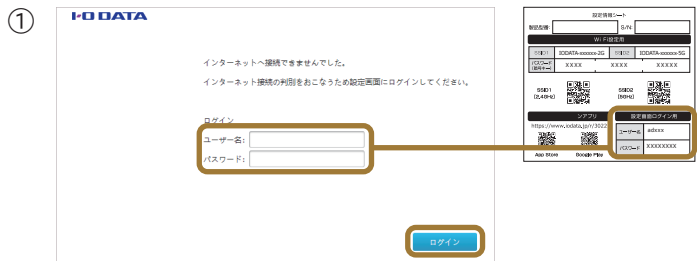 ①
I-O DATA
インターネットへ接続できませんでした。
インターネット接続の判別をおこなうため設定画面にログインしてください。
ログイン
ユーザー名:
パスワード:
ログイン
設定情報シート
製品型番:
S/N:
Wi Fi設定用
SSID1
IODATA-xxxxxx-2G
SSID2
IODATA-xxxxxx-5G
パスワード
(暗号キー)
XXXX
XXXX
XXXXX
SSID1
[2.4GHz]
SSID2
[5GHz]
ンアプリ
設定画面ログイン用
https://www.iodata.jp/r/3022
ユーザー名
adxxx
パスワード
XXXXXXXX
App Store
Google Play